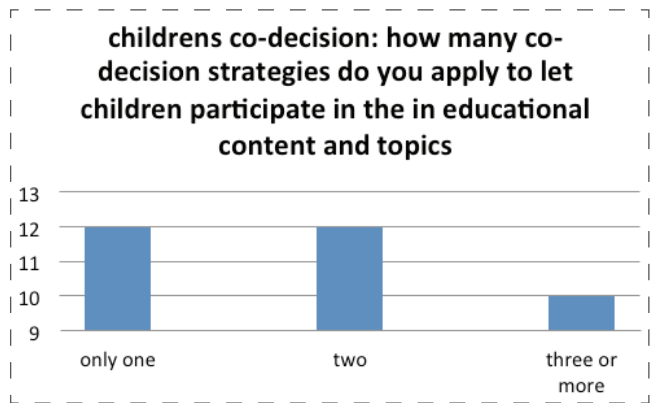 childrens co-decision: how many co-
decision strategies do you apply to let
children participate in the in educational
content and topics
13
12
11
10
9
only one
two
three or
more